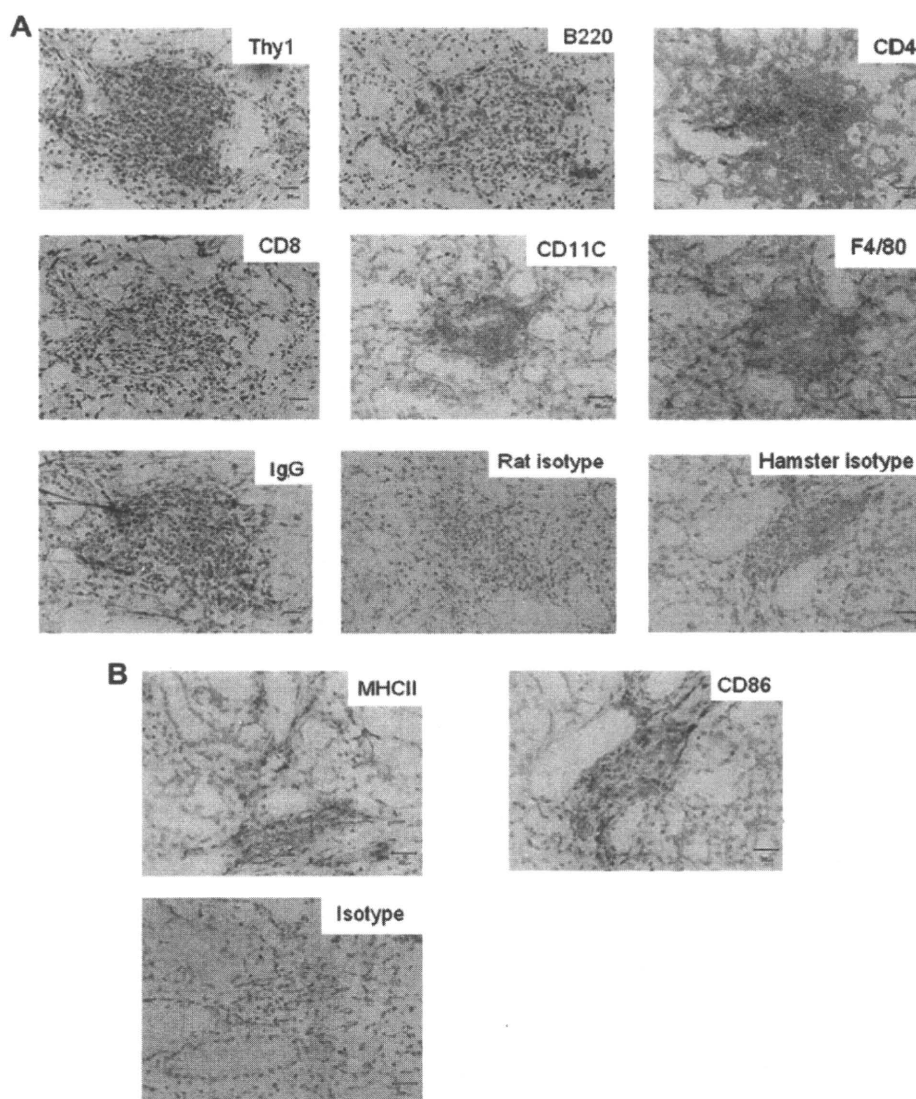 A
Thy1
B220
CD4
CD8
CD11C
F4/80
IgG
Rat isotype
Hamster isotype
B
MHCII
CD86
Isotype